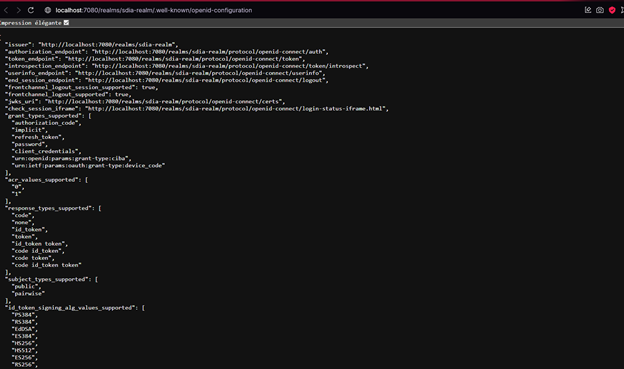 localhost:7080/realms/sdia-realm/.well-known/openid-configuration
Impression élégante
{
"issuer": "http://localhost:7080/realms/sdia-realm",
"authorization_endpoint": "http://localhost:7080/realms/sdia-realm/protocol/openid-connect/auth",
"token_endpoint": "http://localhost:7080/realms/sdia-realm/protocol/openid-connect/token",
"introspection_endpoint": "http://localhost:7080/realms/sdia-realm/protocol/openid-connect/token/introspect",
"userinfo_endpoint": "http://localhost:7080/realms/sdia-realm/protocol/openid-connect/userinfo",
"end_session_endpoint": "http://localhost:7080/realms/sdia-realm/protocol/openid-connect/logout",
"frontchannel_logout_session_supported": true,
"frontchannel_logout_supported": true,
"jwks_uri": "http://localhost:7080/realms/sdia-realm/protocol/openid-connect/certs",
"check_session_iframe": "http://localhost:7080/realms/sdia-realm/protocol/openid-connect/login-status-iframe.html",
"grant_types_supported": [
"authorization_code",
"implicit",
"refresh_token",
"password",
"client_credentials",
"urn:openid:params:grant-type:ciba",
"urn:ietf:params:oauth:grant-type:device_code"
],
"acr_values_supported": [
"0",
"1"
],
"response_types_supported": [
"code",
"none",
"id_token",
"token",
"id_token token",
"code id_token",
"code token",
"code id_token token"
],
"subject_types_supported": [
"public",
"pairwise"
],
"id_token_signing_alg_values_supported": [
"PS384",
"RS384",
"EdDSA",
"ES384",
"HS256",
"HS512",
"ES256",
"RS256",